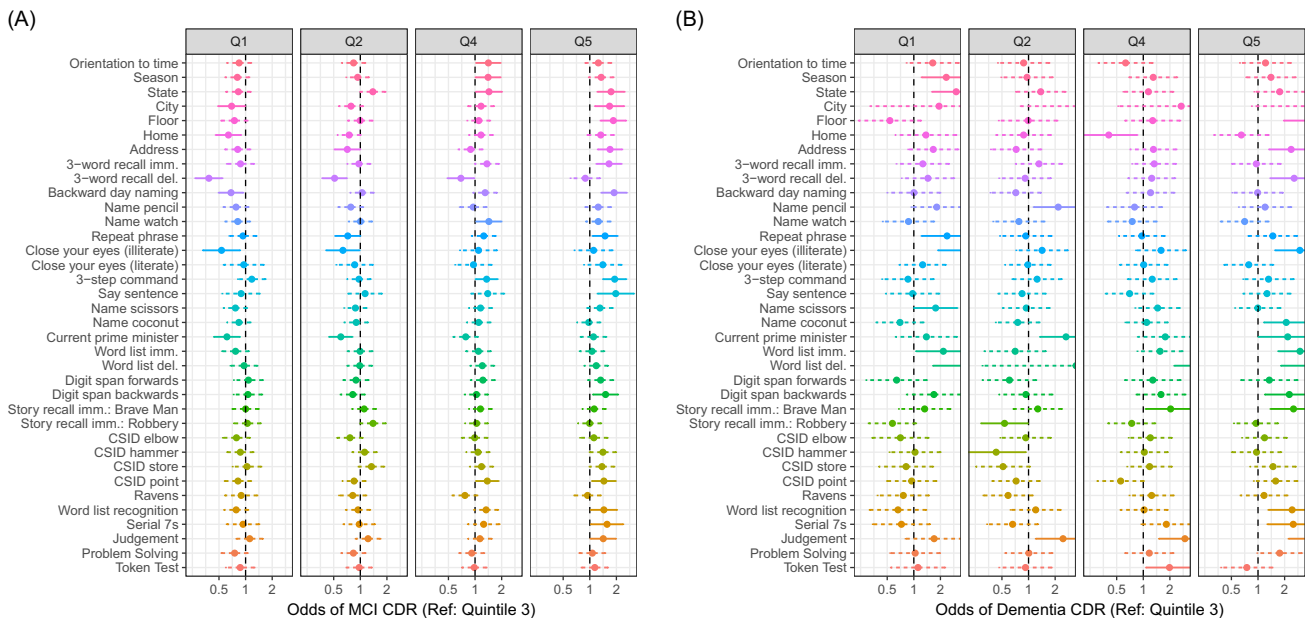 (A)
Q1 Q2 Q4 Q5
Orientation to time
Season
State
City
Floor
Home
Address
3−word recall imm.
3−word recall del.
Backward day naming
Name pencil
Name watch
Repeat phrase
Close your eyes (illiterate)
Close your eyes (literate)
3−step command
Say sentence
Name scissors
Name coconut
Current prime minister
Word list imm.
Word list del.
Digit span forwards
Digit span backwards
Story recall imm.: Brave Man
Story recall imm.: Robbery
CSID elbow
CSID hammer
CSID store
CSID point
Ravens
Word list recognition
Serial 7s
Judgement
Problem Solving
Token Test
0.5 1 2 0.5 1 2 0.5 1 2 0.5 1 2
Odds of MCI CDR (Ref: Quintile 3)
(B)
Q1 Q2 Q4 Q5
Orientation to time
Season
State
City
Floor
Home
Address
3−word recall imm.
3−word recall del.
Backward day naming
Name pencil
Name watch
Repeat phrase
Close your eyes (illiterate)
Close your eyes (literate)
3−step command
Say sentence
Name scissors
Name coconut
Current prime minister
Word list imm.
Word list del.
Digit span forwards
Digit span backwards
Story recall imm.: Brave Man
Story recall imm.: Robbery
CSID elbow
CSID hammer
CSID store
CSID point
Ravens
Word list recognition
Serial 7s
Judgement
Problem Solving
Token Test
0.5 1 2 0.5 1 2 0.5 1 2 0.5 1 2
Odds of Dementia CDR (Ref: Quintile 3)